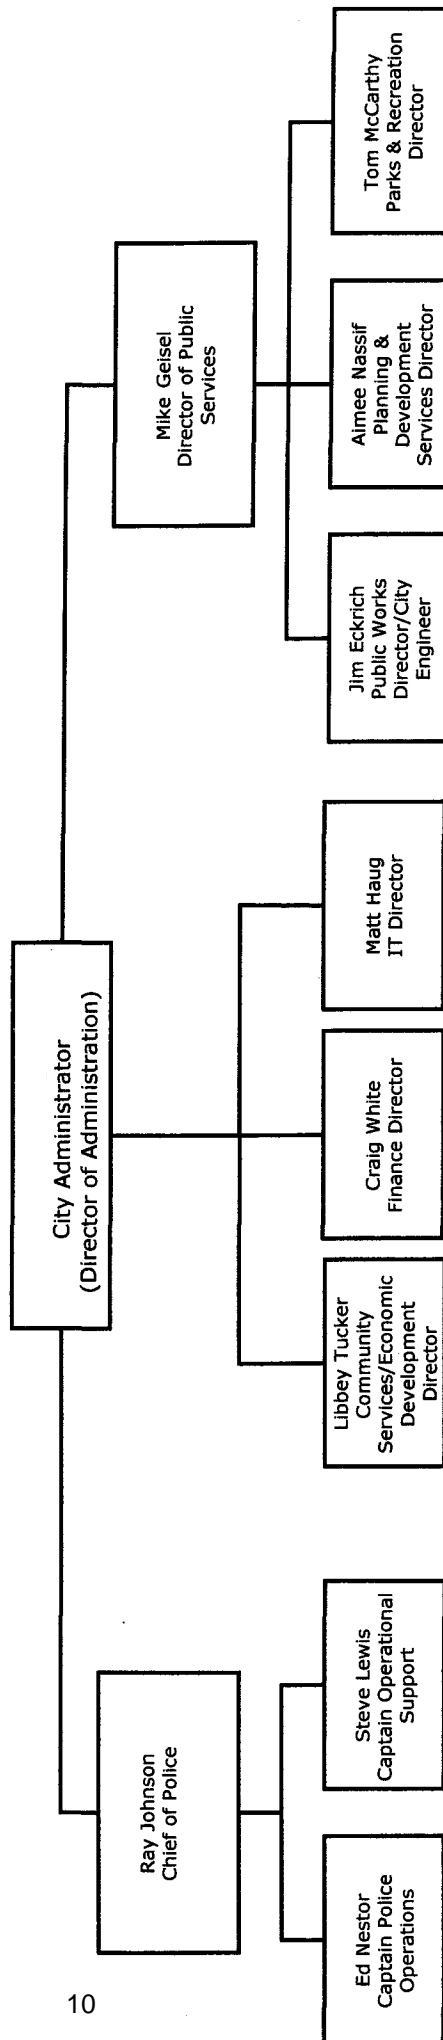 City Administrator
(Director of Administration)
Ray Johnson
Chief of Police
Mike Geisel
Director of Public
Services
Ed Nestor
Captain Police
Operations
Steve Lewis
Captain Operational
Support
Libbey Tucker
Community
Services/Economic
Development
Director
Craig White
Finance Director
Matt Haug
IT Director
Jim Eckrich
Public Works
Director/City
Engineer
Aimee Nassif
Planning &
Development
Services Director
Tom McCarthy
Parks & Recreation
Director
10